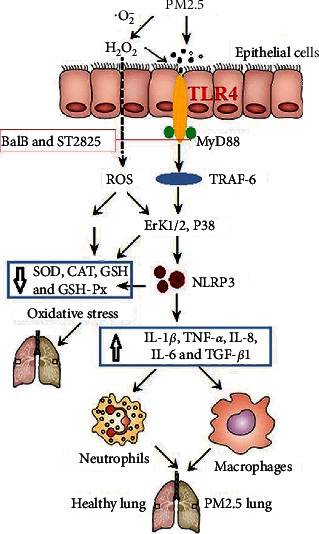 ·O₂⁻ PM2.5
H₂O₂
Epithelial cells
TLR4
BalB and ST2825
MyD88
ROS
TRAF-6
ErK1/2, P38
SOD, CAT, GSH
and GSH-Px
NLRP3
Oxidative stress
IL-1β, TNF-α, IL-8,
IL-6 and TGF-β1
Neutrophils
Macrophages
Healthy lung
PM2.5 lung